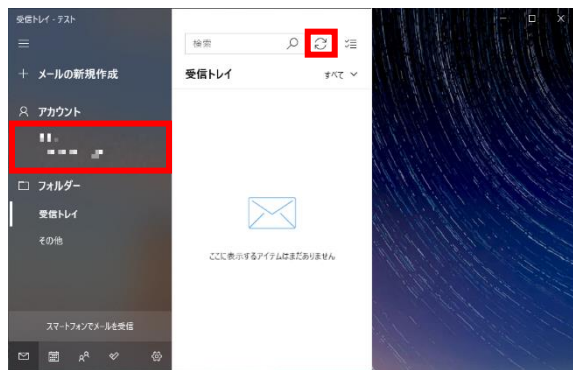 受信トレイ - テスト
検索
＋ メールの新規作成
受信トレイ
すべて
アカウント
フォルダー
受信トレイ
その他
ここに表示するアイテムはまだありません
スマートフォンでメールを受信